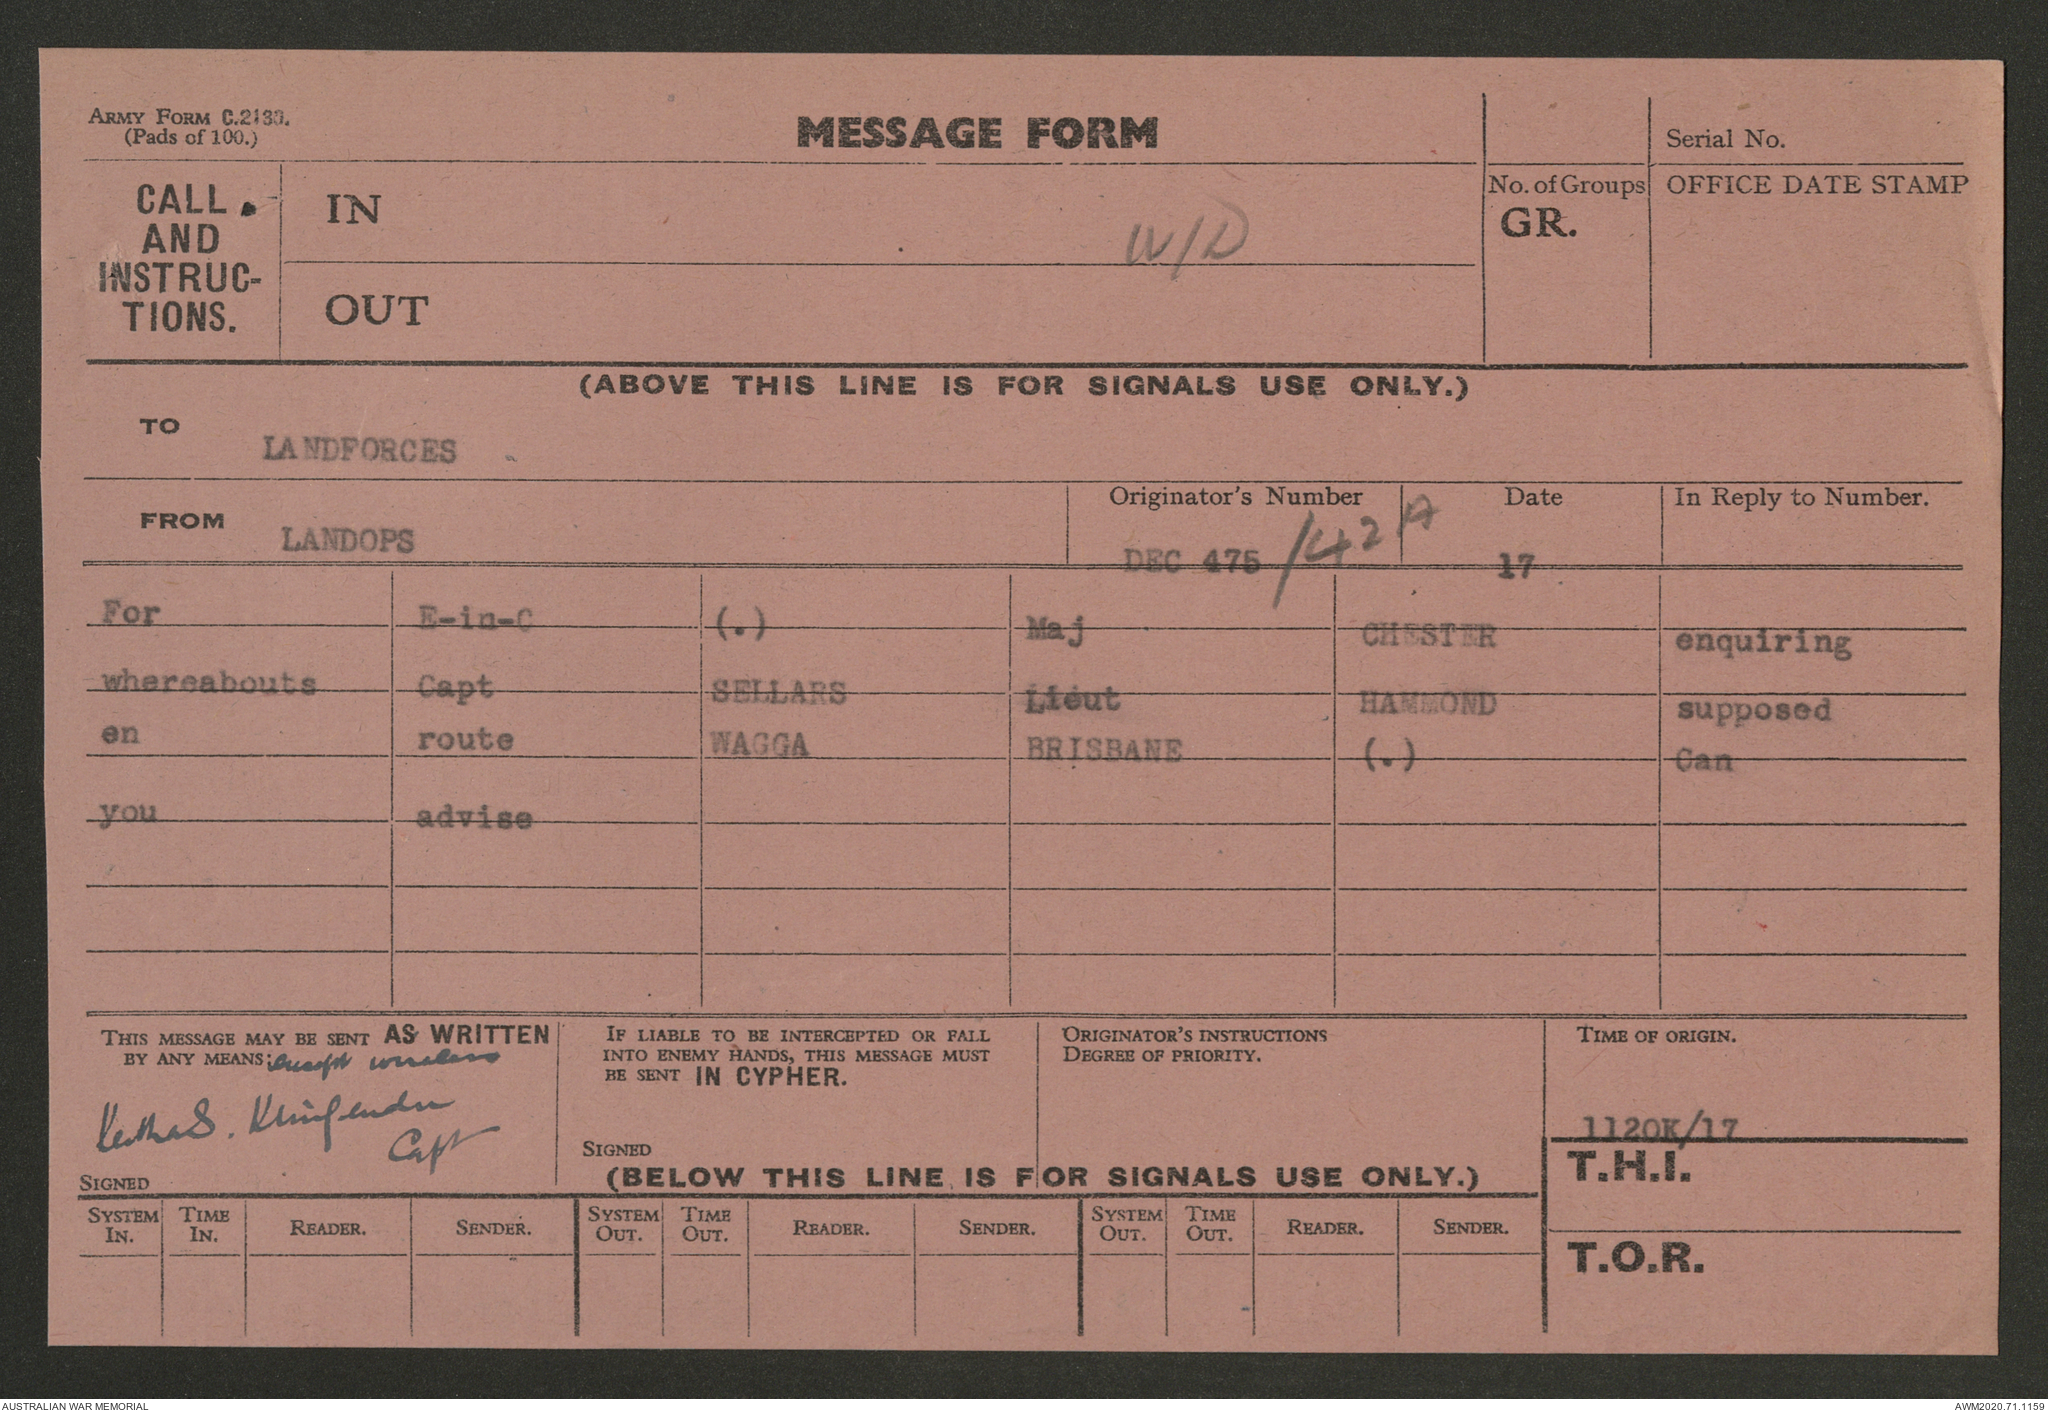 ARMY FORM C.2130.
(Pads of 100.)
MESSAGE FORM
Serial No.
CALL
AND
INSTRUC-
TIONS.
IN
W/D
No. of Groups
GR.
OFFICE DATE STAMP
OUT
(ABOVE THIS LINE IS FOR SIGNALS USE ONLY.)
TO
LANDFORCES
FROM
LANDOPS
Originator's Number
DEC 475 /42A
Date
17
In Reply to Number.
For E-in-C (.) Maj CHESTER enquiring
whereabouts Capt SELLARS Lieut HAMMOND supposed
en route WAGGA BRISBANE (.) Can
you advise
THIS MESSAGE MAY BE SENT AS WRITTEN
BY ANY MEANS: except wireless
Capt
SIGNED
IF LIABLE TO BE INTERCEPTED OR FALL
INTO ENEMY HANDS, THIS MESSAGE MUST
BE SENT IN CYPHER.
SIGNED
ORIGINATOR'S INSTRUCTIONS
DEGREE OF PRIORITY.
TIME OF ORIGIN.
1120K/17
(BELOW THIS LINE IS FOR SIGNALS USE ONLY.)
T.H.I.
T.O.R.
SYSTEM IN. TIME IN. READER. SENDER. SYSTEM OUT. TIME OUT. READER. SENDER. SYSTEM OUT. TIME OUT. READER. SENDER.
AUSTRALIAN WAR MEMORIAL
AWM2020.71.1159